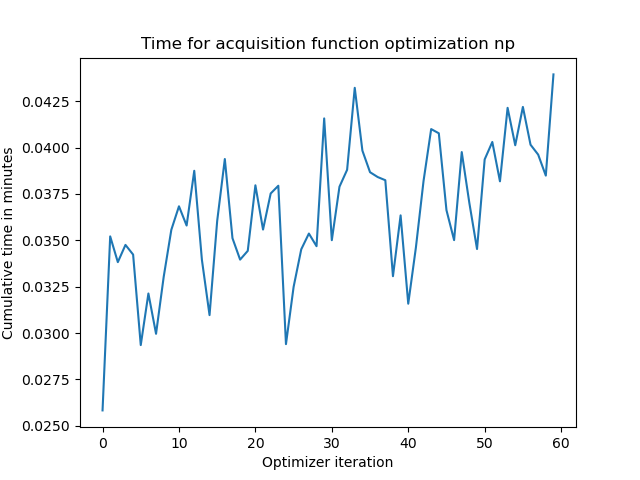 Time for acquisition function optimization np
Cumulative time in minutes
0.0425
0.0400
0.0375
0.0350
0.0325
0.0300
0.0275
0.0250
0 10 20 30 40 50 60
Optimizer iteration